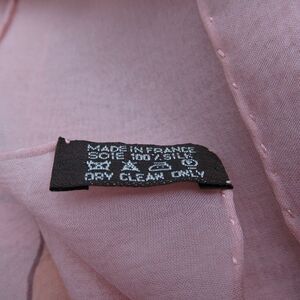 MADE IN FRANCE
SOIE 100% SILK
DRY CLEAN ONLY